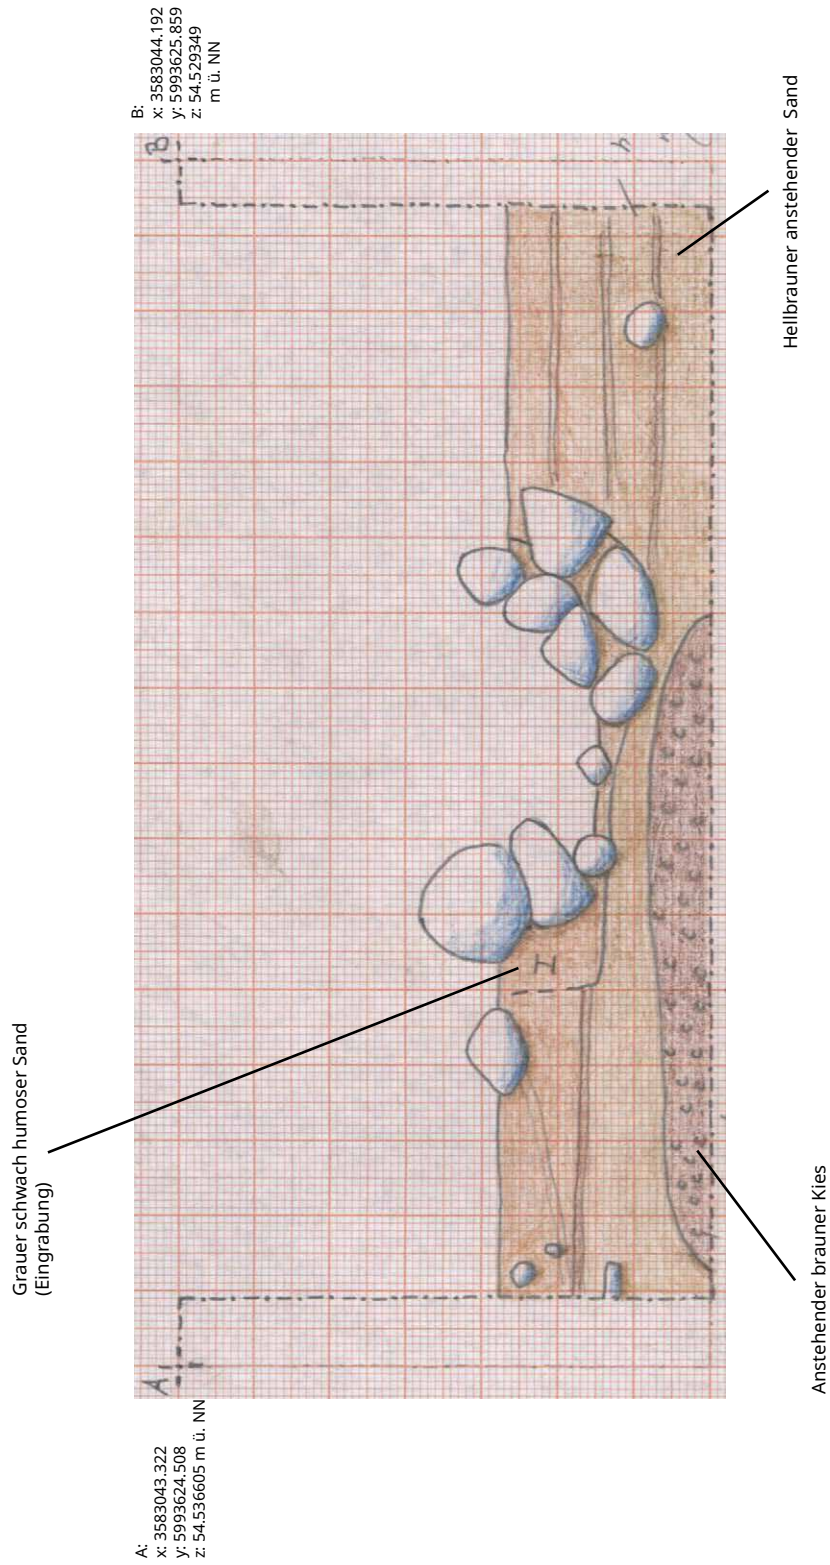 B:
x: 3583044.192
y: 5993625.859
z: 54.529349
m ü. NN
B
Hellbrauner anstehender Sand
Grauer schwach humoser Sand
(Eingrabung)
H
Anstehender brauner Kies
A
A:
x: 3583043.322
y: 5993624.508
z: 54.536605 m ü. NN